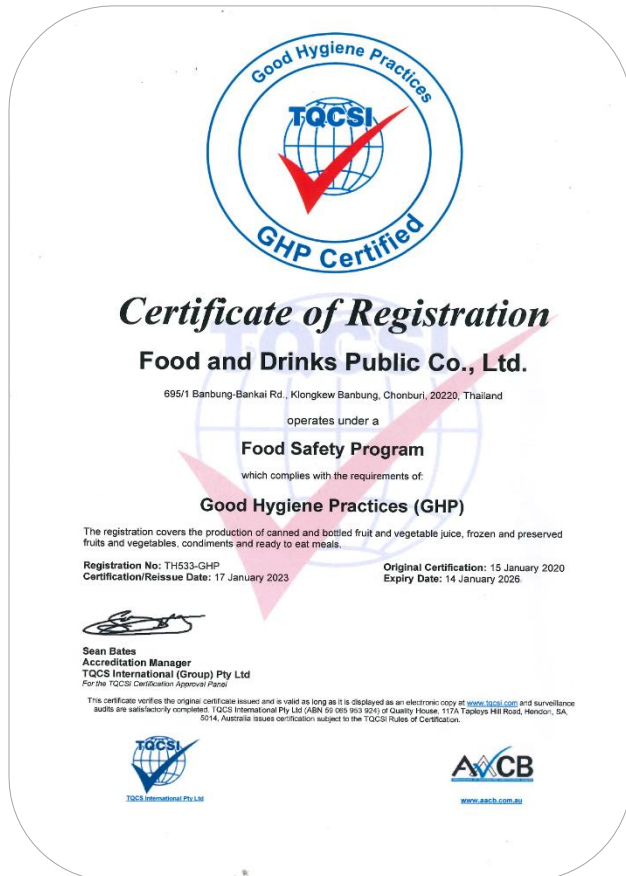 Good Hygiene Practices
TQCSI
GHP Certified
Certificate of Registration
Food and Drinks Public Co., Ltd.
695/1 Banbung-Bankai Rd., Klongkew Banbung, Chonburi, 20220, Thailand
operates under a
Food Safety Program
which complies with the requirements of:
Good Hygiene Practices (GHP)
The registration covers the production of canned and bottled fruit and vegetable juice, frozen and preserved
fruits and vegetables, condiments and ready to eat meals.
Registration No: TH533-GHP
Certification/Reissue Date: 17 January 2023
Original Certification: 15 January 2020
Expiry Date: 14 January 2026
Sean Bates
Accreditation Manager
TQCS International (Group) Pty Ltd
For the TQCSI Certification Approval Panel
This certificate verifies the original certificate issued and is valid as long as it is displayed as an electronic copy at www.tqcsi.com and surveillance
audits are satisfactorily completed. TQCS International Pty Ltd (ABN 59 065 953 924) of Quality House, 117A Tapleys Hill Road, Hendon, SA,
5014, Australia issues certification subject to the TQCSI Rules of Certification.
TQCSI
TQCS International Pty Ltd
AACB
www.aacb.com.au